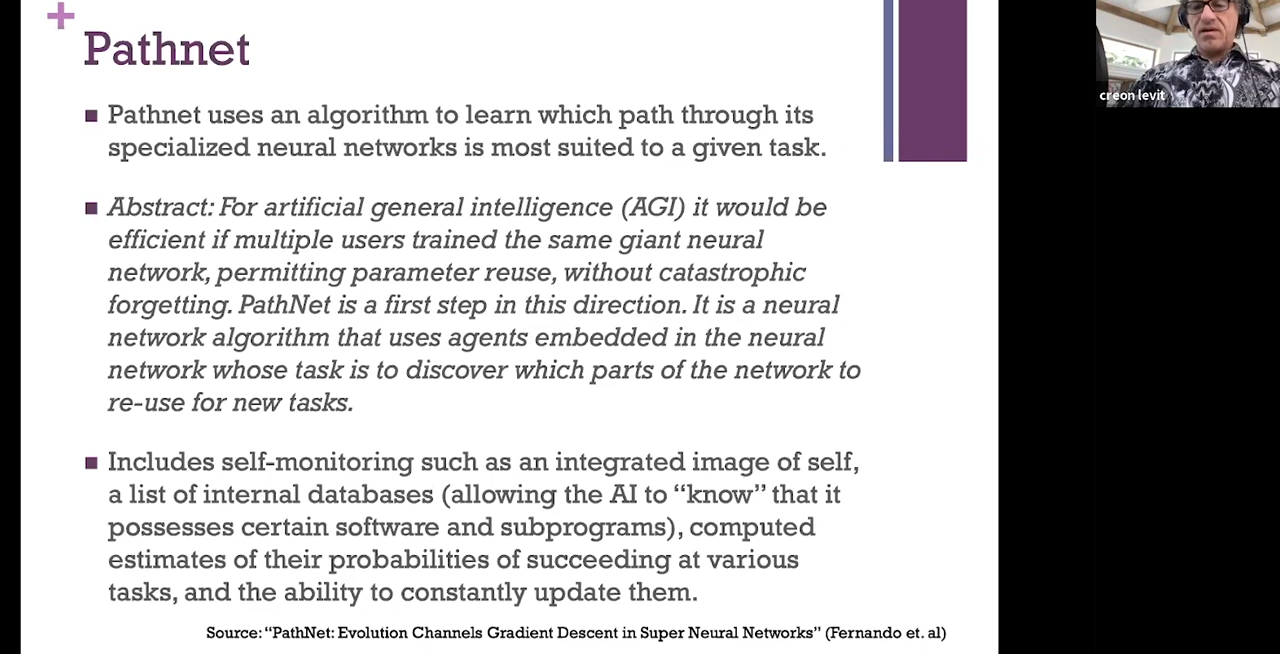 Pathnet
Pathnet uses an algorithm to learn which path through its
specialized neural networks is most suited to a given task.
Abstract: For artificial general intelligence (AGI) it would be
efficient if multiple users trained the same giant neural
network, permitting parameter reuse, without catastrophic
forgetting. PathNet is a first step in this direction. It is a neural
network algorithm that uses agents embedded in the neural
network whose task is to discover which parts of the network to
re-use for new tasks.
Includes self-monitoring such as an integrated image of self,
a list of internal databases (allowing the AI to “know” that it
possesses certain software and subprograms), computed
estimates of their probabilities of succeeding at various
tasks, and the ability to constantly update them.
Source: “PathNet: Evolution Channels Gradient Descent in Super Neural Networks” (Fernando et. al)
creon levit